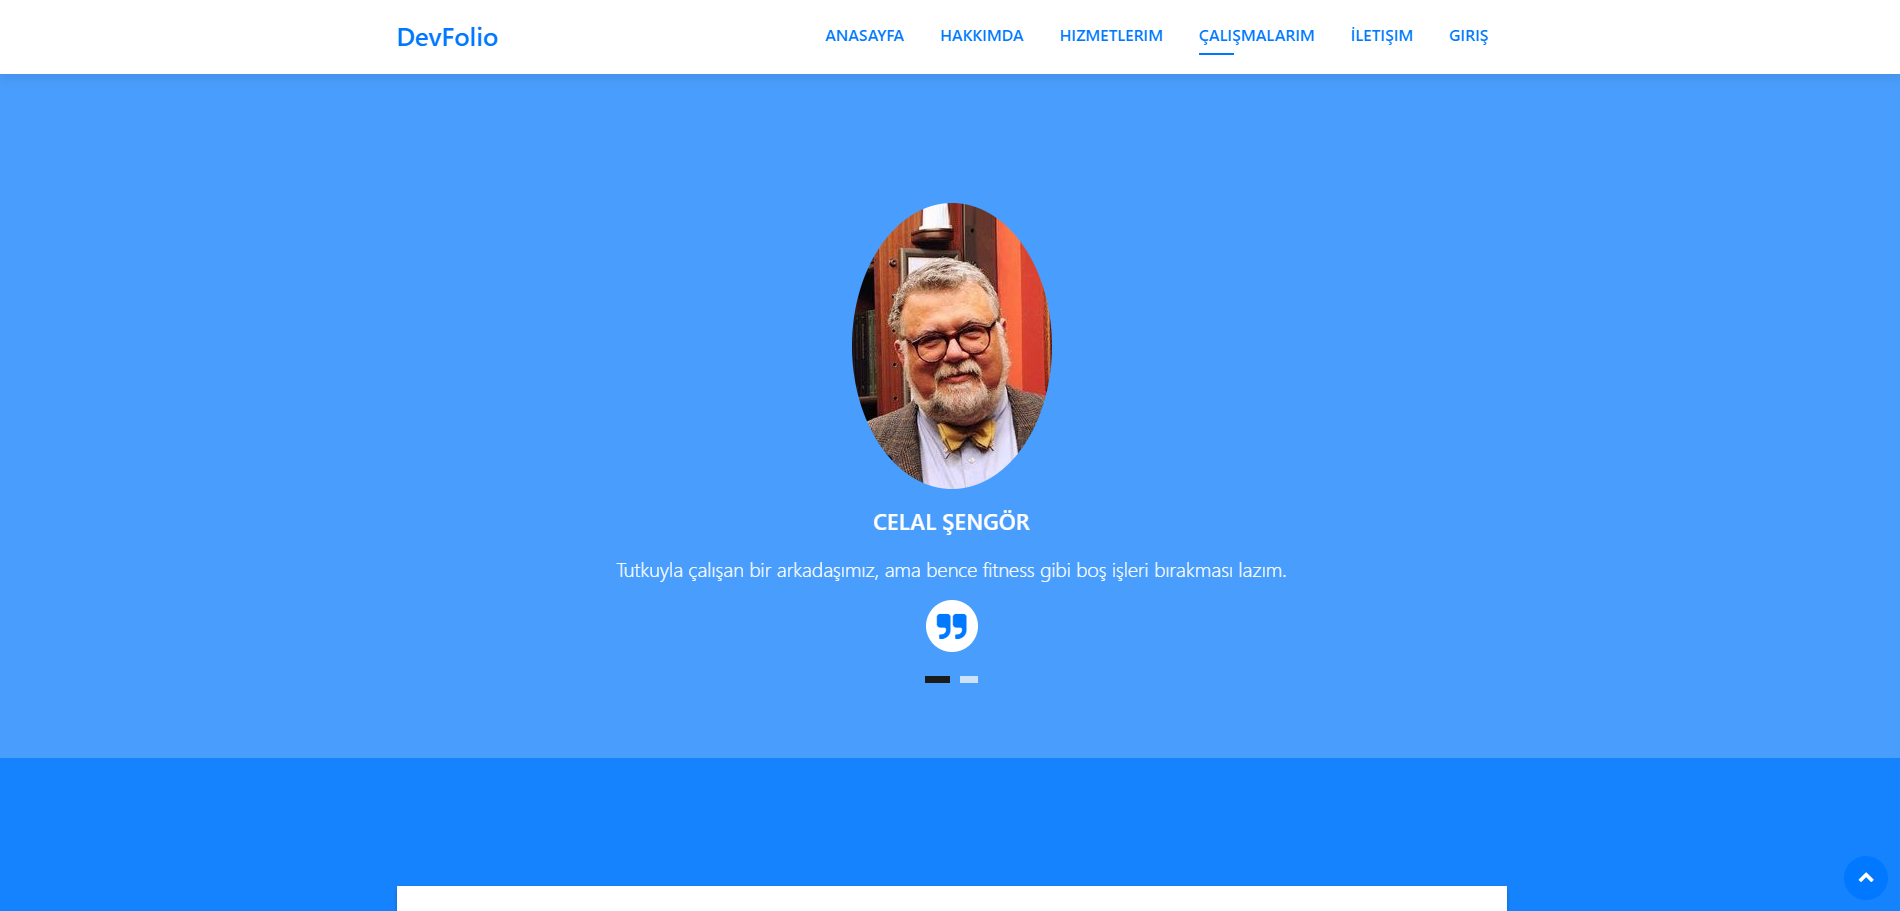 DevFolio
ANASAYFA HAKKIMDA HIZMETLERIM ÇALIŞMALARIM İLETIŞIM GIRIŞ
CELAL ŞENGÖR
Tutkuyla çalışan bir arkadaşımız, ama bence fitness gibi boş işleri bırakması lazım.